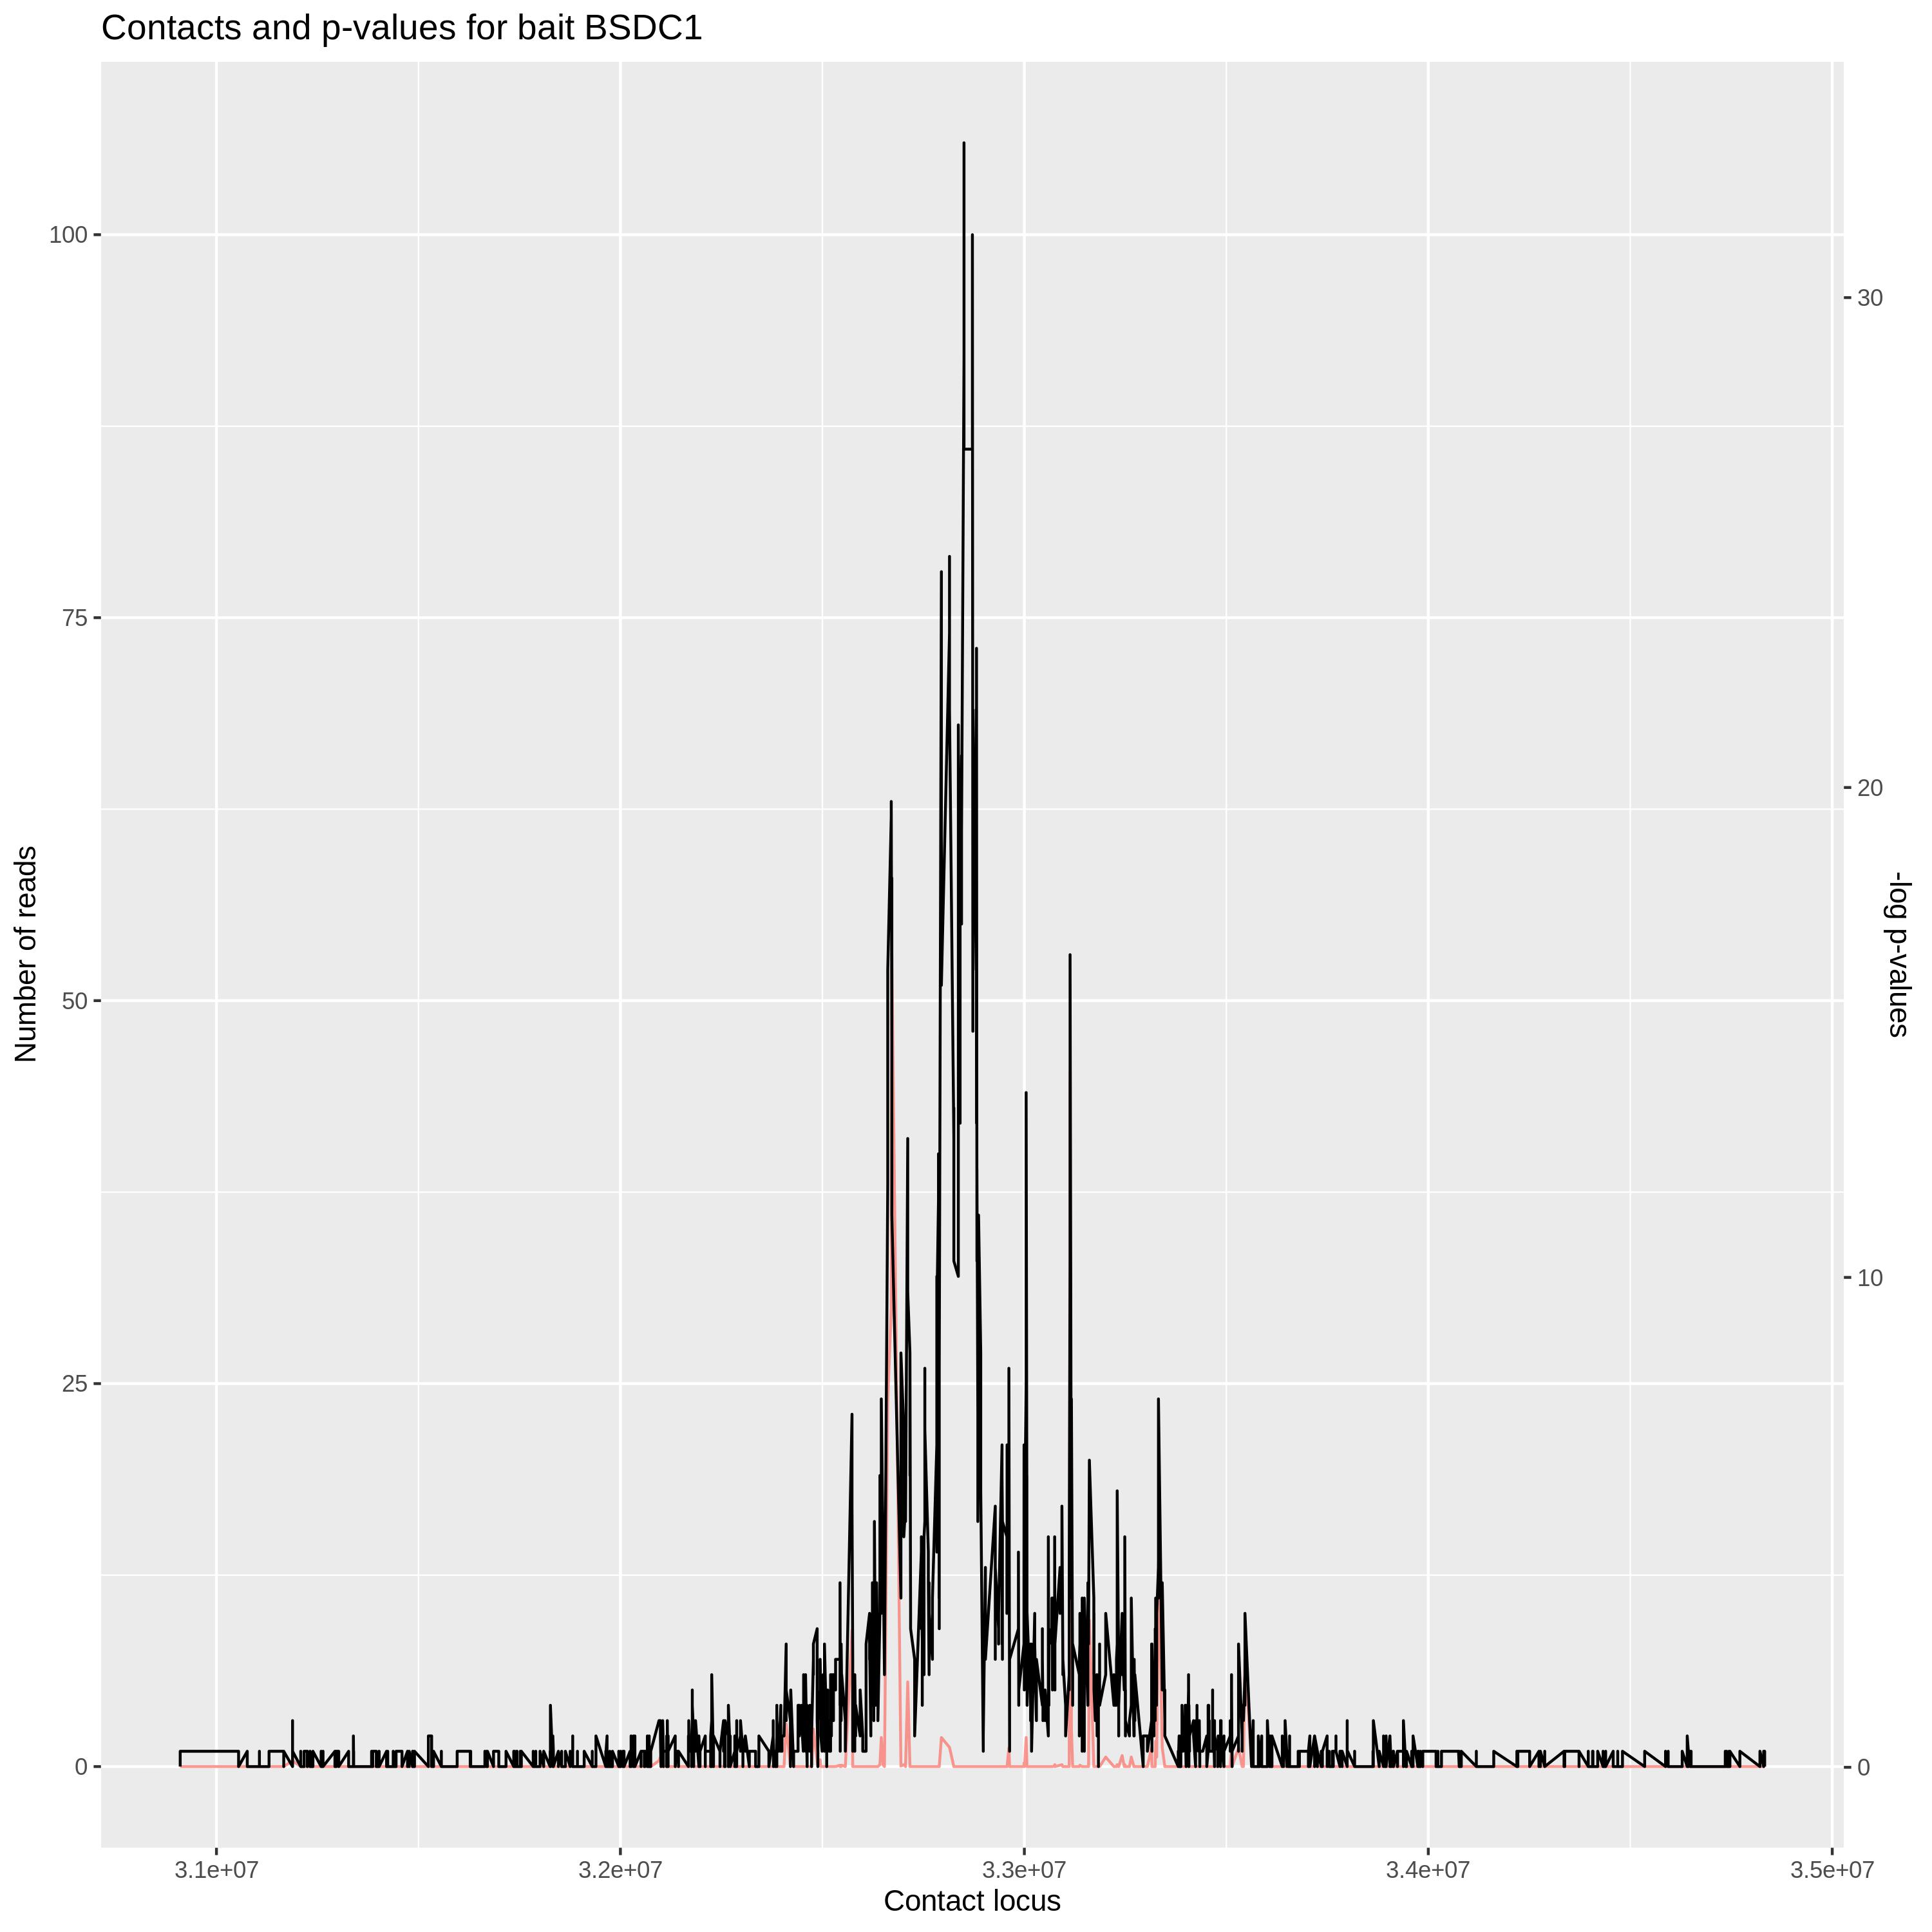 Contacts and p-values for bait BSDC1
100
75
50
25
0
Number of reads
30
20
10
0
-log p-values
3.1e+07
3.2e+07
3.3e+07
3.4e+07
3.5e+07
Contact locus